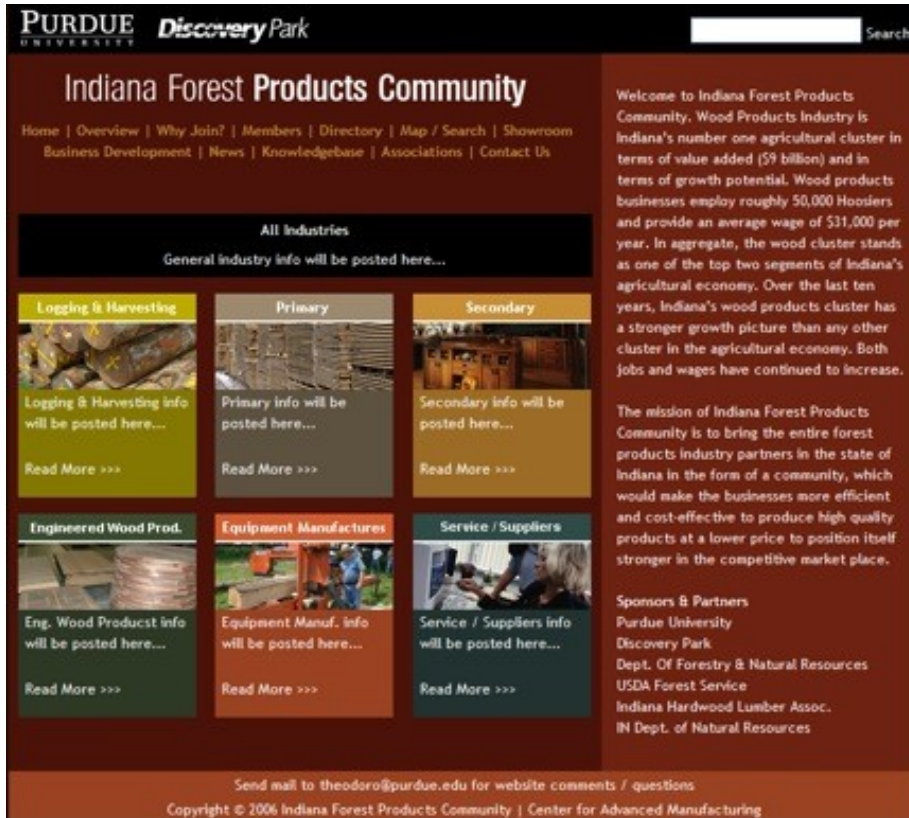 PURDUE
UNIVERSITY
Discovery Park
Search
Indiana Forest Products Community
Home | Overview | Why Join? | Members | Directory | Map / Search | Showroom
Business Development | News | Knowledgebase | Associations | Contact Us
All Industries
General industry info will be posted here...
Logging & Harvesting
Logging & Harvesting info
will be posted here...
Read More >>>
Primary
Primary info will be
posted here...
Read More >>>
Secondary
Secondary info will be
posted here...
Read More >>>
Engineered Wood Prod.
Eng. Wood Producst info
will be posted here...
Read More >>>
Equipment Manufactures
Equipment Manuf. info
will be posted here...
Read More >>>
Service / Suppliers
Service / Suppliers info
will be posted here...
Read More >>>
Welcome to Indiana Forest Products
Community. Wood Products Industry is
Indiana's number one agricultural cluster in
terms of value added ($9 billion) and in
terms of growth potential. Wood products
businesses employ roughly 50,000 Hoosiers
and provide an average wage of $31,000 per
year. In aggregate, the wood cluster stands
as one of the top two segments of Indiana's
agricultural economy. Over the last ten
years, Indiana's wood products cluster has
a stronger growth picture than any other
cluster in the agricultural economy. Both
jobs and wages have continued to increase.
The mission of Indiana Forest Products
Community is to bring the entire forest
products industry partners in the state of
Indiana in the form of a community, which
would make the businesses more efficient
and cost-effective to produce high quality
products at a lower price to position itself
stronger in the competitive market place.
Sponsors & Partners
Purdue University
Discovery Park
Dept. Of Forestry & Natural Resources
USDA Forest Service
Indiana Hardwood Lumber Assoc.
IN Dept. of Natural Resources
Send mail to theodoro@purdue.edu for website comments / questions
Copyright © 2006 Indiana Forest Products Community | Center for Advanced Manufacturing